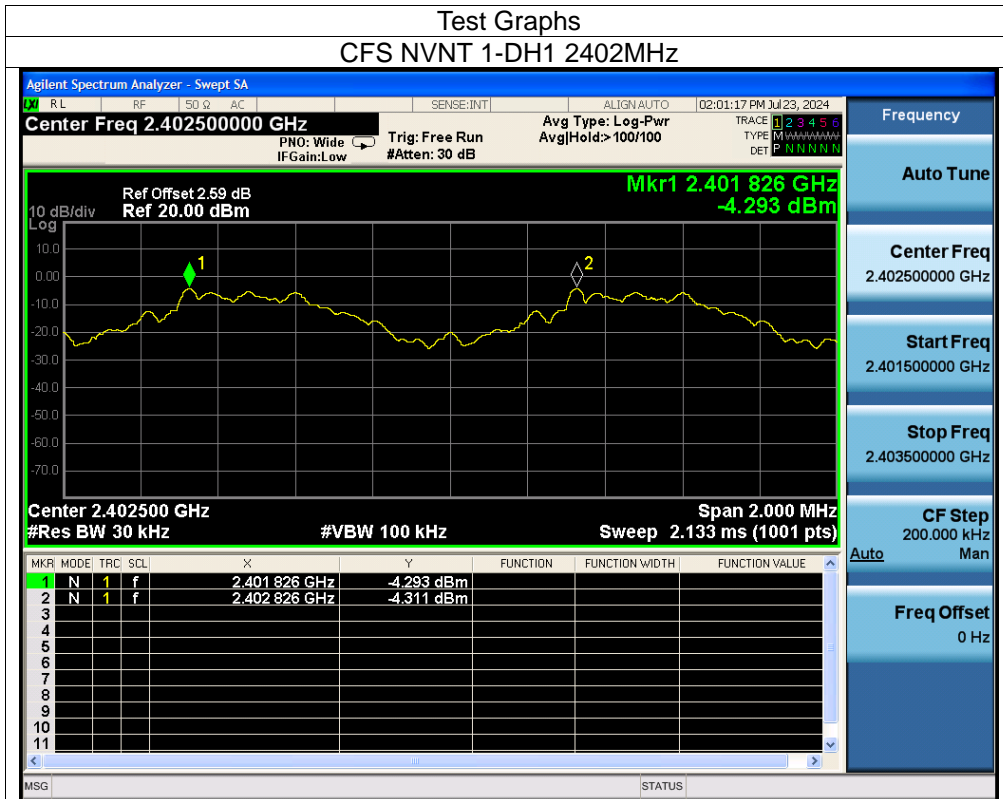 Test Graphs
CFS NVNT 1-DH1 2402MHz
Agilent Spectrum Analyzer - Swept SA
LXI RL RF 50 Ω AC SENSE:INT ALIGN AUTO 02:01:17 PM Jul 23, 2024
Center Freq 2.402500000 GHz
PNO: Wide
IFGain:Low
Trig: Free Run
#Atten: 30 dB
Avg Type: Log-Pwr
Avg|Hold:>100/100
TRACE 1 2 3 4 5 6
TYPE M WWWWW
DET P N N N N N
Mkr1 2.401 826 GHz
-4.293 dBm
Ref Offset 2.59 dB
10 dB/div Ref 20.00 dBm
Log
10.0
0.00
-10.0
-20.0
-30.0
-40.0
-50.0
-60.0
-70.0
1
2
Center 2.402500 GHz Span 2.000 MHz
#Res BW 30 kHz #VBW 100 kHz Sweep 2.133 ms (1001 pts)
MKR MODE TRC SCL X Y FUNCTION FUNCTION WIDTH FUNCTION VALUE
1 N 1 f 2.401 826 GHz -4.293 dBm
2 N 1 f 2.402 826 GHz -4.311 dBm
3
4
5
6
7
8
9
10
11
MSG STATUS
Frequency
Auto Tune
Center Freq
2.402500000 GHz
Start Freq
2.401500000 GHz
Stop Freq
2.403500000 GHz
CF Step
200.000 kHz
Auto Man
Freq Offset
0 Hz